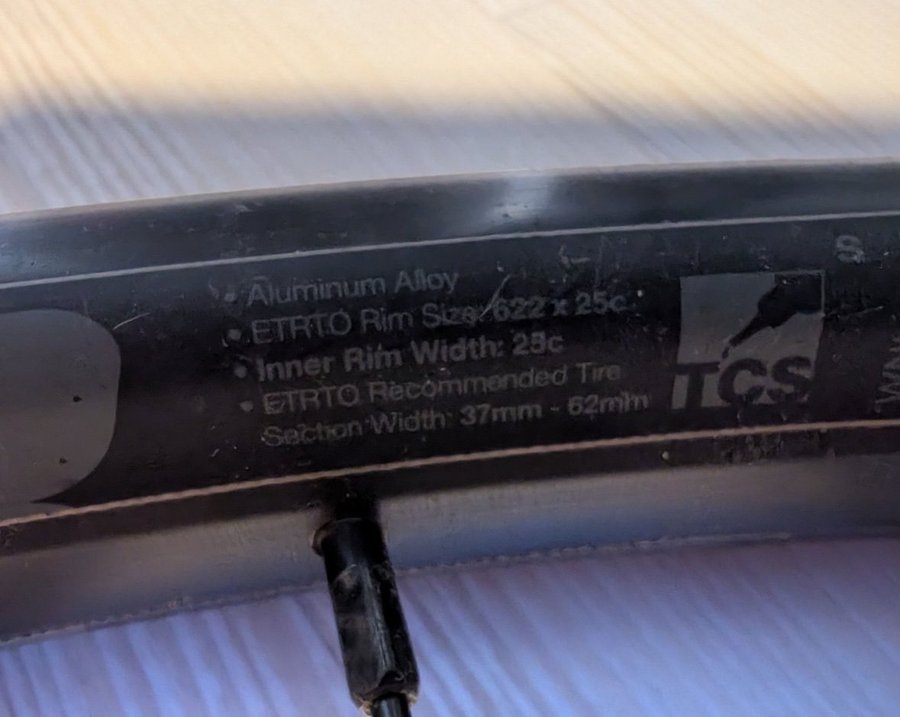 Aluminum Alloy
ETRTO Rim Size: 622 x 25c
Inner Rim Width: 25c
ETRTO Recommended Tire
Section Width: 37mm - 62mm
TCS